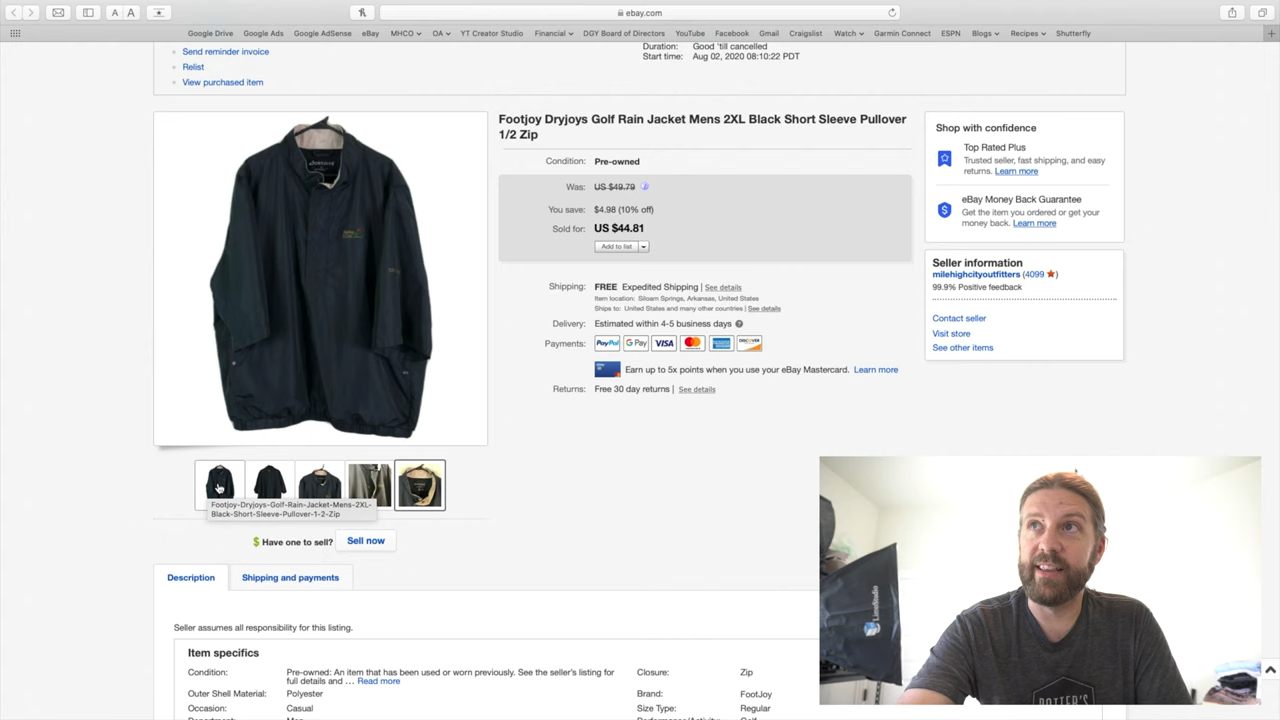 ebay.com
A A
Google Drive Google Ads Google AdSense eBay MHCO OA YT Creator Studio Financial DGY Board of Directors YouTube Facebook Gmail Craigslist Watch Garmin Connect ESPN Blogs Recipes Shutterfly
Send reminder invoice
Relist
View purchased item
Duration: Good 'till cancelled
Start time: Aug 02, 2020 08:10:22 PDT
Footjoy Dryjoys Golf Rain Jacket Mens 2XL Black Short Sleeve Pullover
1/2 Zip
Condition: Pre-owned
Was: US $49.79
You save: $4.98 (10% off)
Sold for: US $44.81
Add to list
Shipping: FREE Expedited Shipping | See details
Item location: Siloam Springs, Arkansas, United States
Ships to: United States and many other countries | See details
Delivery: Estimated within 4-5 business days
Payments: PayPal G Pay VISA DISCOVER
Earn up to 5x points when you use your eBay Mastercard. Learn more
Returns: Free 30 day returns | See details
Shop with confidence
Top Rated Plus
Trusted seller, fast shipping, and easy
returns. Learn more
eBay Money Back Guarantee
Get the item you ordered or get your
money back. Learn more
Seller information
milehighcityoutfitters (4099 )
99.9% Positive feedback
Contact seller
Visit store
See other items
Footjoy-Dryjoys-Golf-Rain-Jacket-Mens-2XL-
Black-Short-Sleeve-Pullover-1-2-Zip
Have one to sell? Sell now
Description Shipping and payments
Seller assumes all responsibility for this listing.
Item specifics
Condition: Pre-owned: An item that has been used or worn previously. See the seller's listing for
full details and ... Read more
Outer Shell Material: Polyester
Occasion: Casual
Closure: Zip
Brand: FootJoy
Size Type: Regular
LimoStudio
POTTER'S